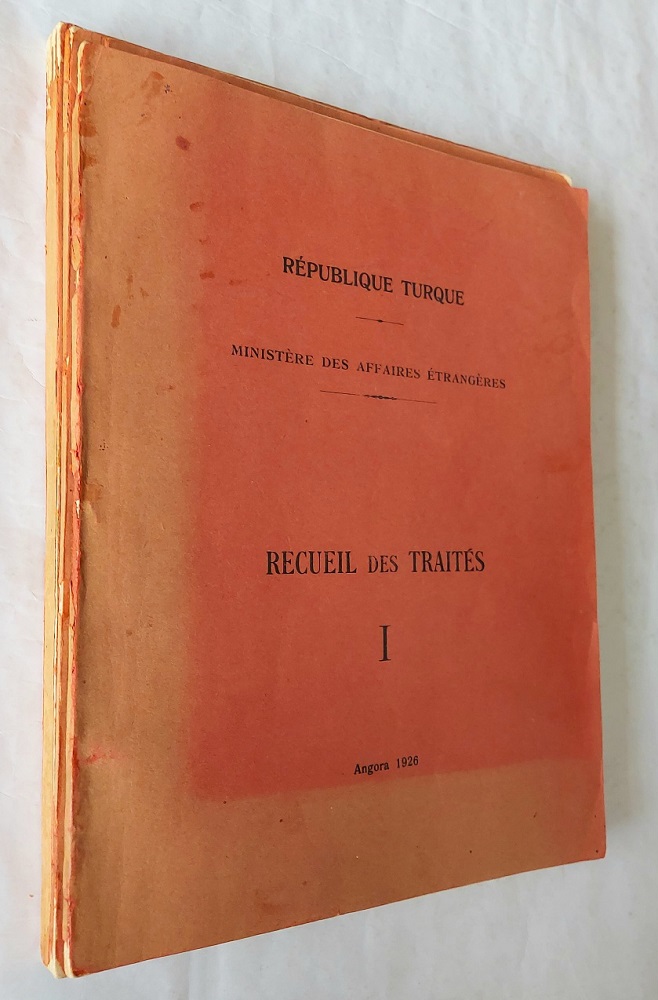 RÉPUBLIQUE TURQUE
MINISTÈRE DES AFFAIRES ÉTRANGÈRES
RECUEIL DES TRAITÉS
I
Angora 1926